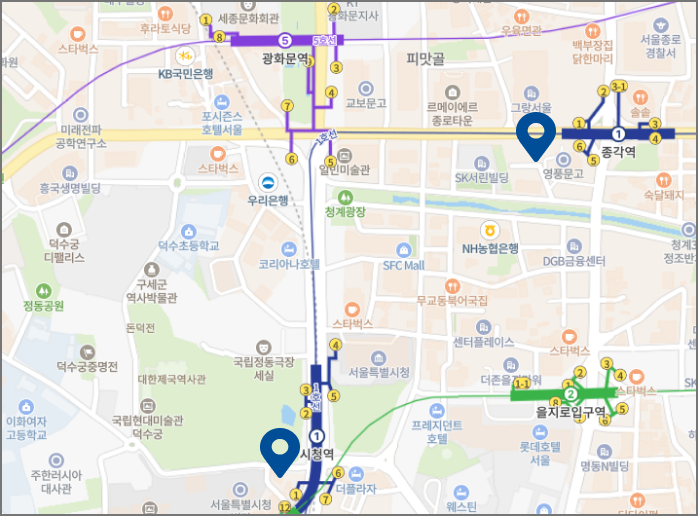 세종문화회관
KT
광화문지사
후라토식당
스타벅스
우육면관
백부장집
닭한마리
서울종로
경찰서
1
8
2
5
5호선
광화문역
3
피맛골
KB국민은행
4
교보문고
르메이에르
종로타운
그랑서울
2
3-1
솔솔
포시즌스
호텔서울
7
미래전파
공학연구소
1호선
1
1
3
4
종각역
6
5
6
5
스타벅스
일민미술관
SK서린빌딩
영풍문고
흥국생명빌딩
우리은행
청계광장
숙달돼지
덕수궁
디팰리스
덕수초등학교
코리아나호텔
SFC Mall
NH농협은행
DGB금융센터
청계3
정조반
구세군
역사박물관
정동공원
무교동북어국집
돈덕전
스타벅스
센터플레이스
스타벅스
덕수궁중명전
국립정동극장
세실
4
서울특별시청
대한제국역사관
1호선
3
5
2
1-1
2
3
4
스타벅스
2
8
을지로입구역
5
6
이화여자
고등학교
국립현대미술관
덕수궁
1
시청역
프레지던트
호텔
롯데호텔
서울
명동N빌딩
주한러시아
대사관
서울특별시청
1
12
6
7
더플라자
웨스틴